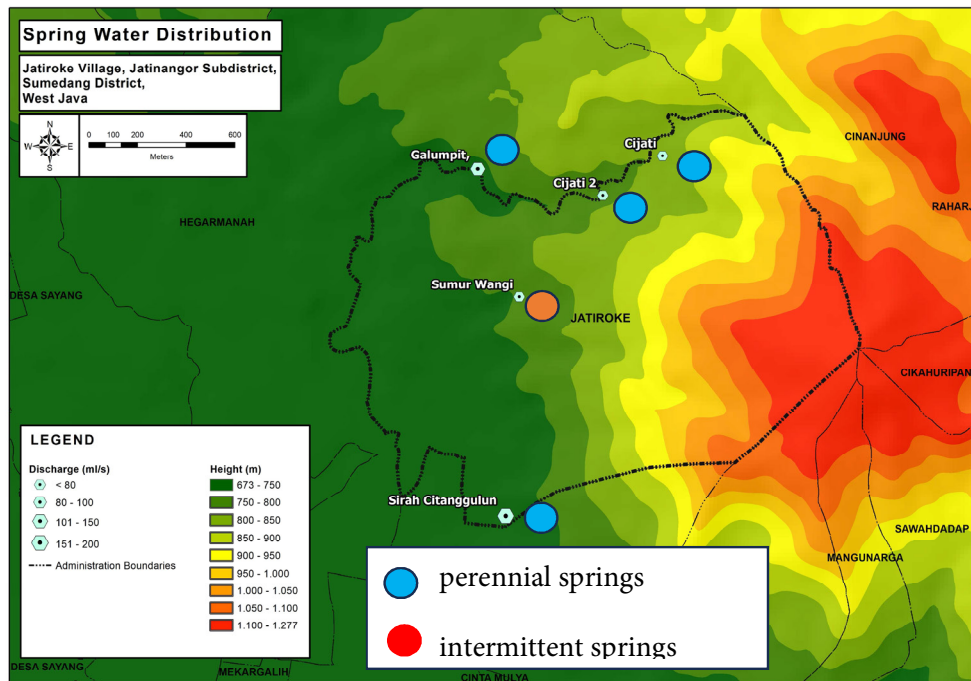 Spring Water Distribution
Jatiroke Village, Jatinangor Subdistrict,
Sumedang District,
West Java
N
W E
S
0 100 200 400 600
Meters
Galumpit,
Cijati
Cijati 2
CINANJUNG
RAHAR.
HEGARMANAH
DESA SAYANG
Sumur Wangi
JATIROKE
CIKAHURIPAN
LEGEND
Discharge (ml/s)
< 80
80 - 100
101 - 150
151 - 200
Administration Boundaries
Height (m)
673 - 750
750 - 800
800 - 850
850 - 900
900 - 950
950 - 1.000
1.000 - 1.050
1.050 - 1.100
1.100 - 1.277
Sirah Citanggulun
SAWAHDADAP
MANGUNARGA
perennial springs
intermittent springs
DESA SAYANG
MEKARGALIH
CINTA MULYA